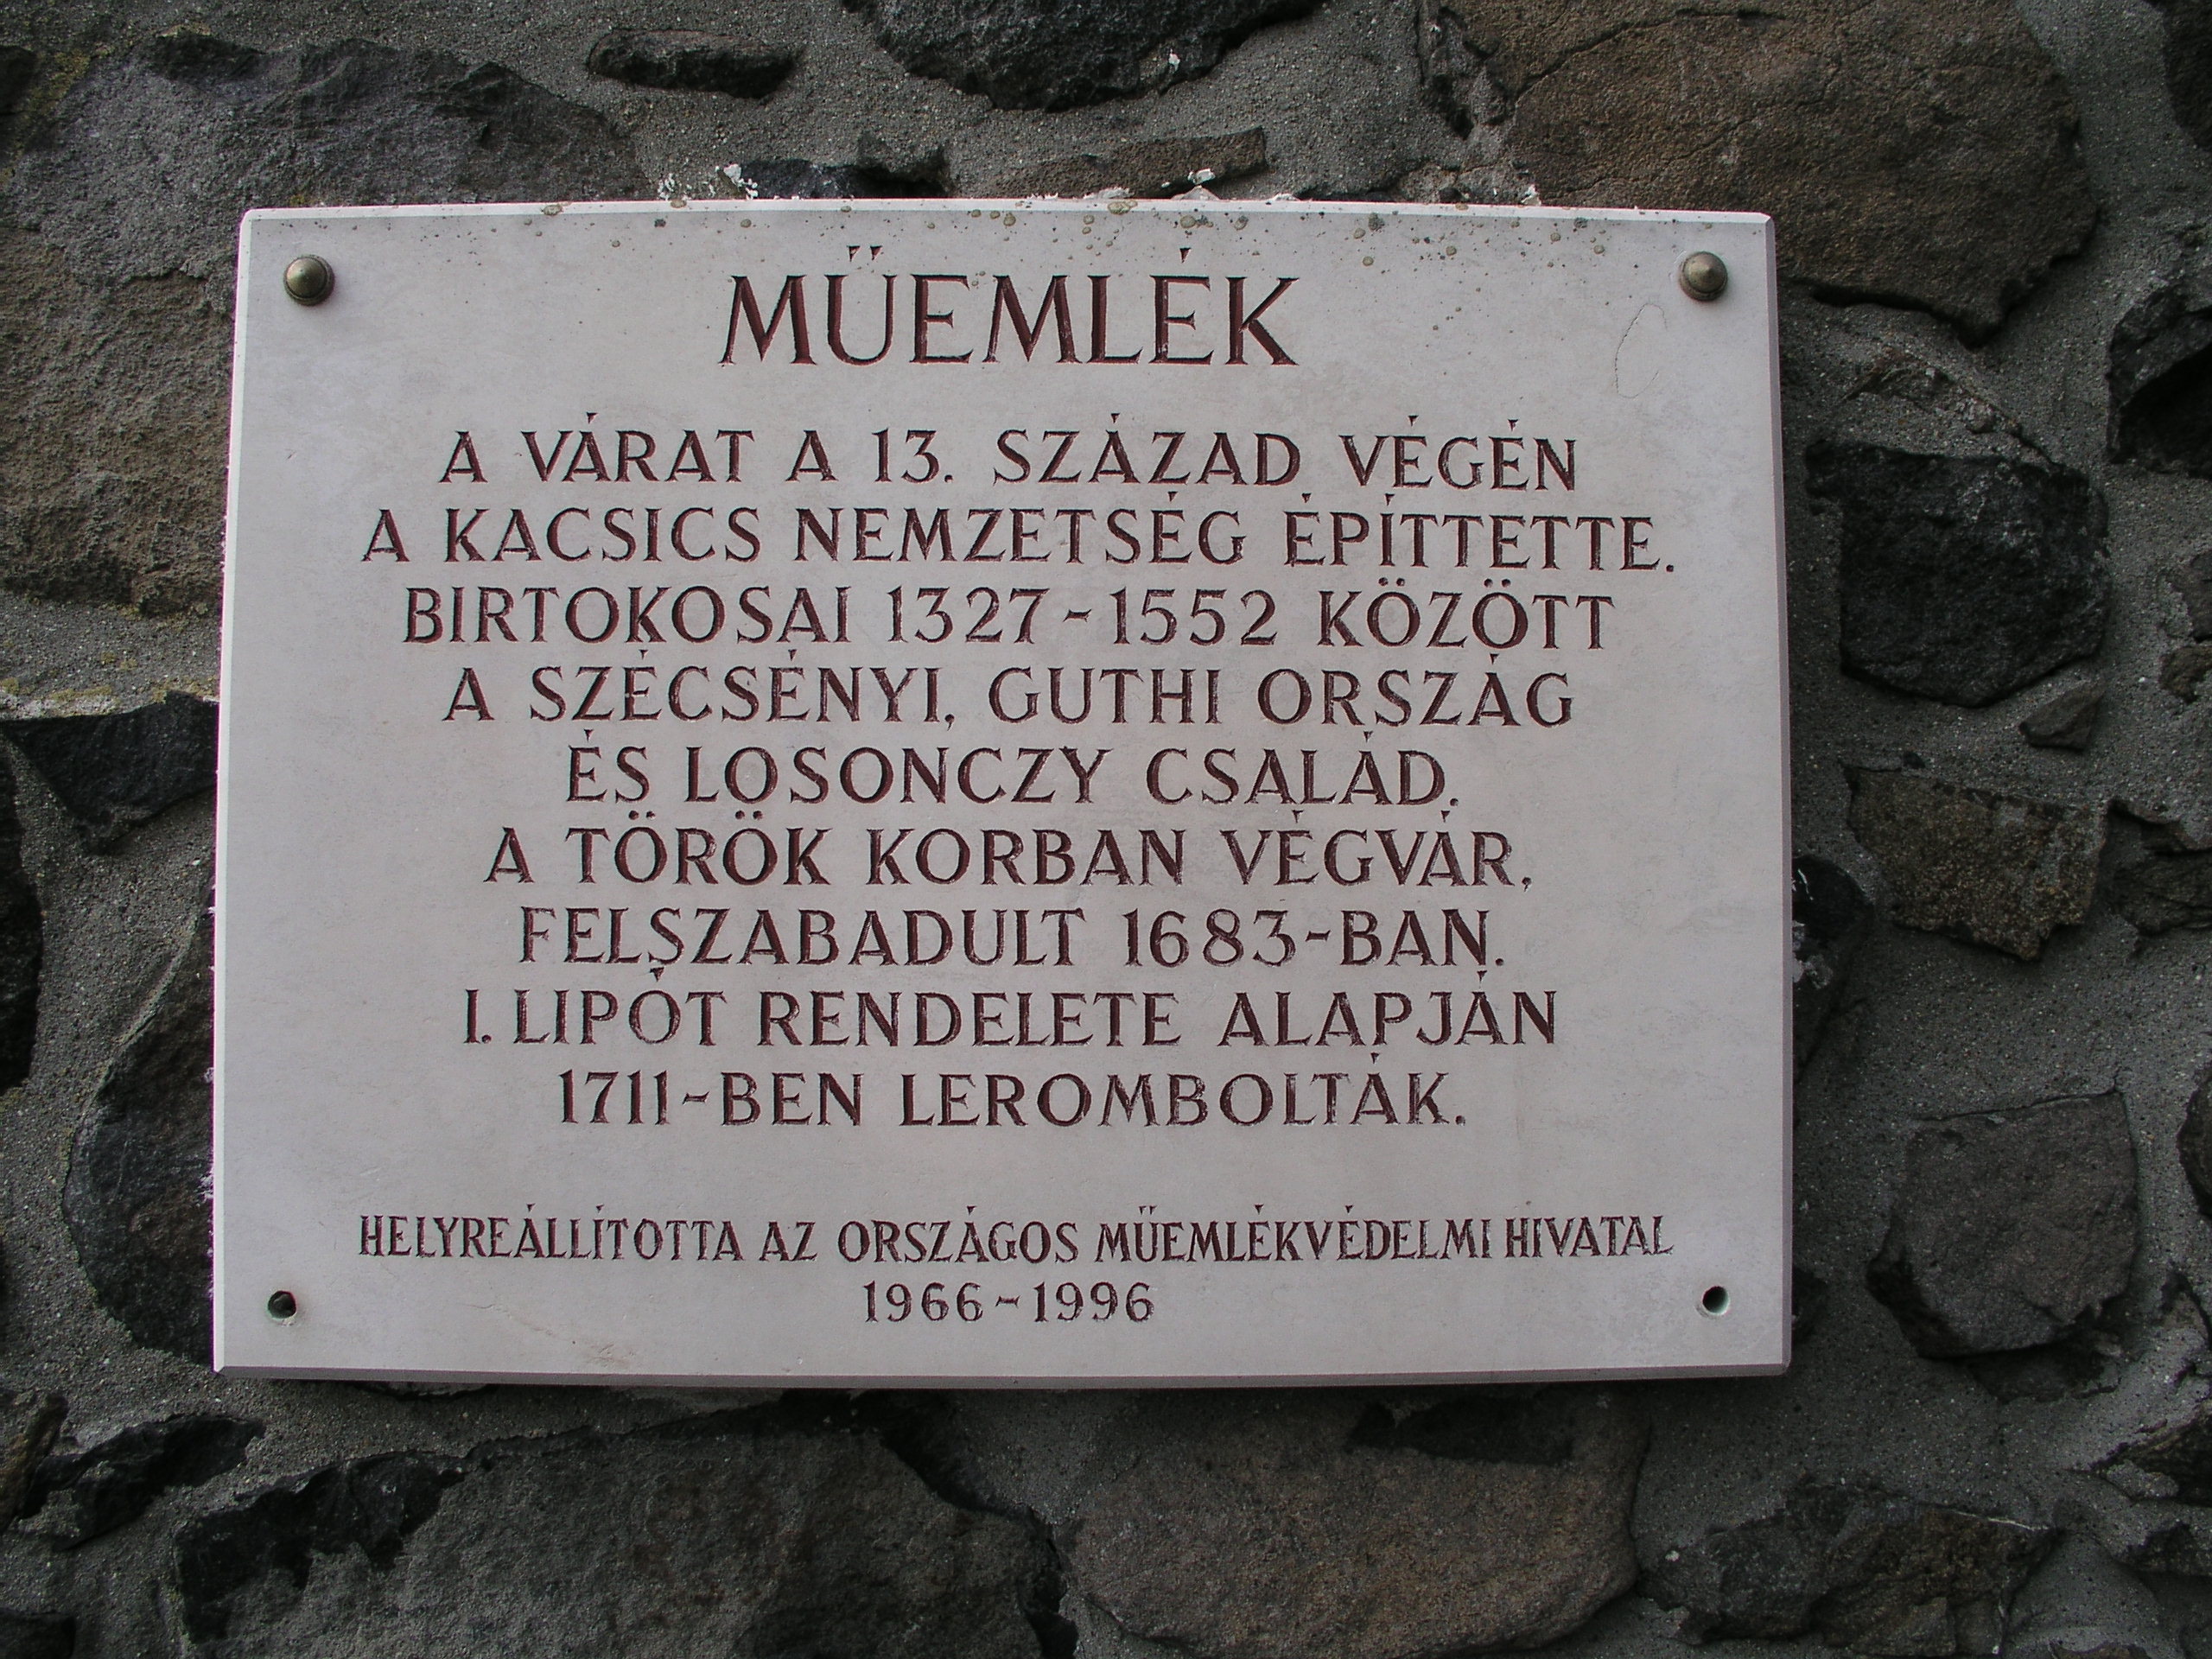 MŰEMLÉK
A VÁRAT A 13. SZÁZAD VÉGÉN
A KACSICS NEMZETSÉG ÉPÍTTETTE.
BIRTOKOSAI 1327-1552 KÖZÖTT
A SZÉCSÉNYI, GUTHI ORSZÁG
ÉS LOSONCZY CSALÁD.
A TÖRÖK KORBAN VÉGVÁR,
FELSZABADULT 1683-BAN.
I. LIPÓT RENDELETE ALAPJÁN
1711-BEN LEROMBOLTÁK.
HELYREÁLLÍTOTTA AZ ORSZÁGOS MŰEMLÉKVÉDELMI HIVATAL
1966-1996